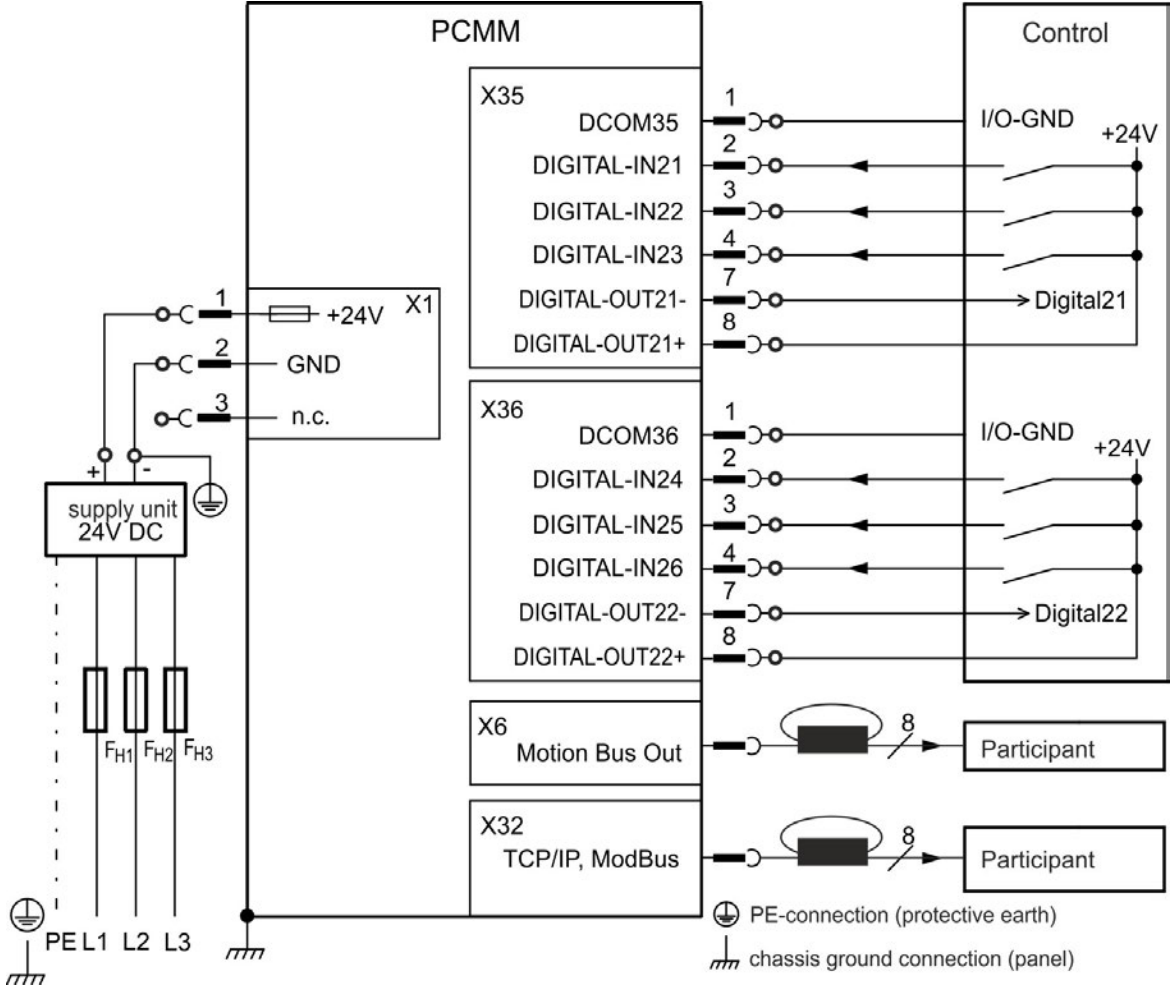 PCMM
Control
X35
1
DCOM35
I/O-GND
+24V
2
DIGITAL-IN21
3
DIGITAL-IN22
4
DIGITAL-IN23
7
DIGITAL-OUT21-
Digital21
8
DIGITAL-OUT21+
X1
1
+24V
2
GND
3
n.c.
X36
1
DCOM36
I/O-GND
+24V
2
DIGITAL-IN24
3
DIGITAL-IN25
4
DIGITAL-IN26
7
DIGITAL-OUT22-
Digital22
8
DIGITAL-OUT22+
+ -
supply unit
24V DC
FH1 FH2 FH3
PE L1 L2 L3
X6
Motion Bus Out
8
Participant
X32
TCP/IP, ModBus
8
Participant
PE-connection (protective earth)
chassis ground connection (panel)